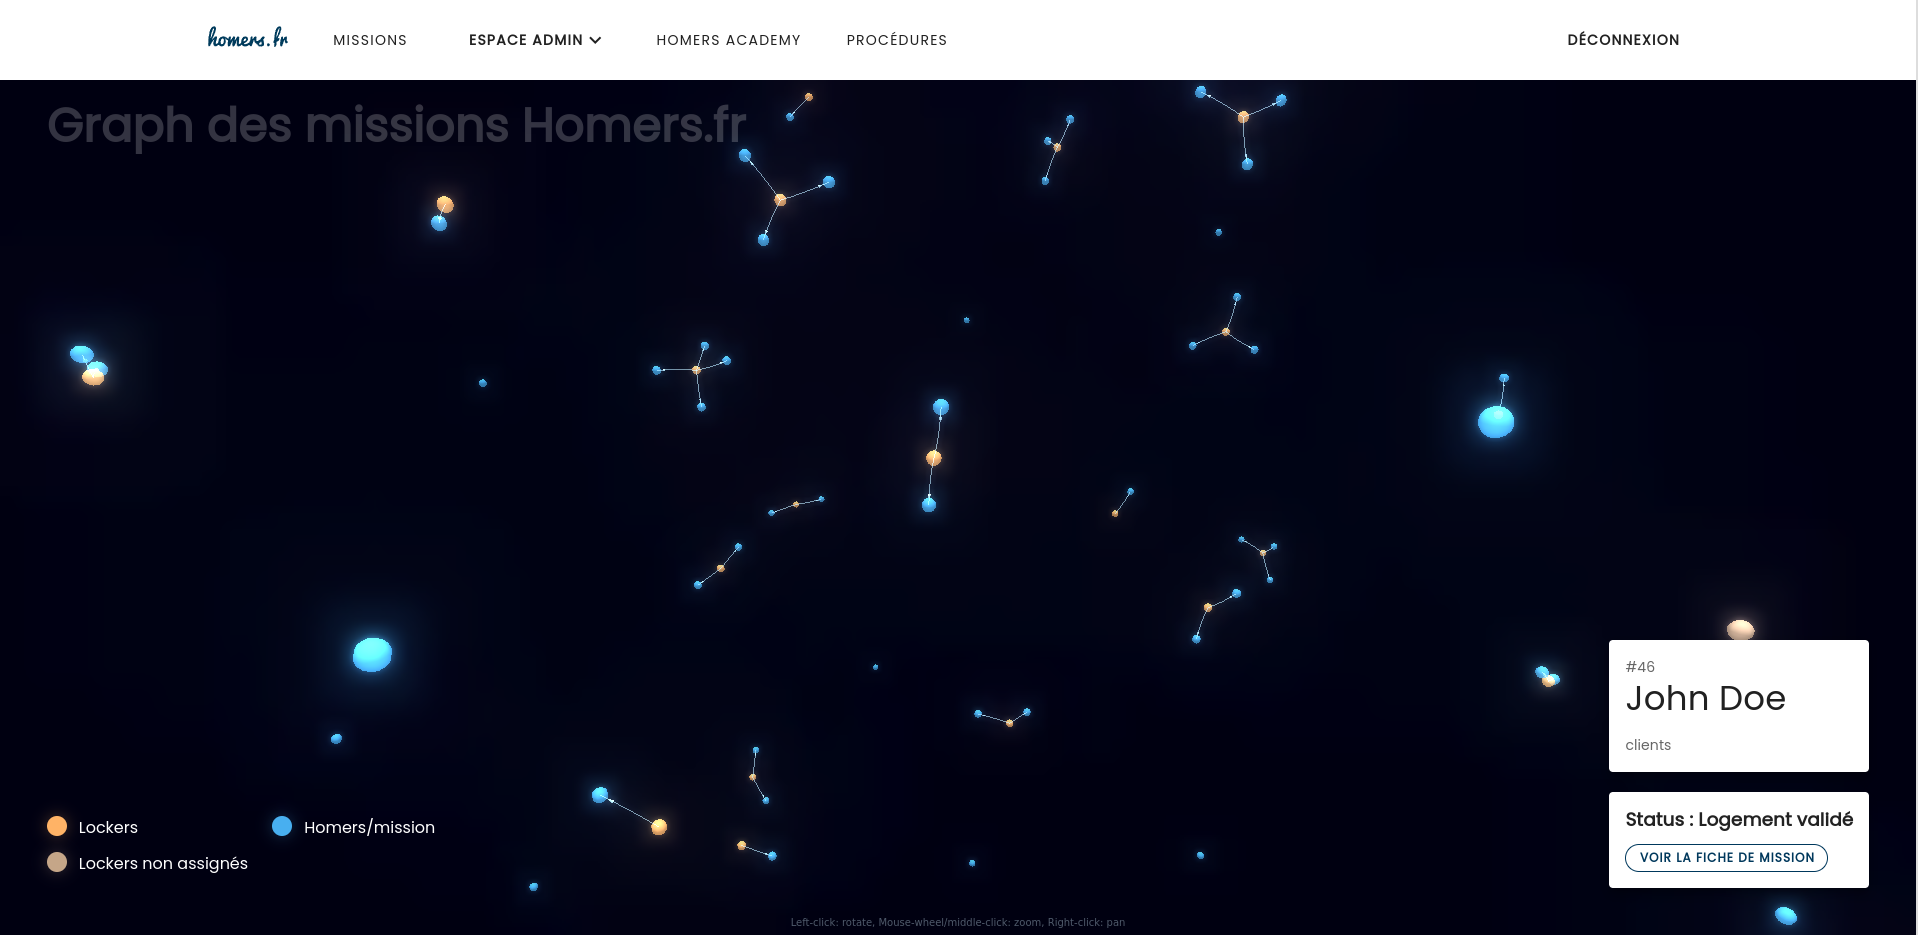 homers.fr
MISSIONS
ESPACE ADMIN
HOMERS ACADEMY
PROCÉDURES
DÉCONNEXION
Graph des missions Homers.fr
#46
John Doe
clients
Status : Logement validé
VOIR LA FICHE DE MISSION
Lockers
Homers/mission
Lockers non assignés
Left-click: rotate, Mouse-wheel/middle-click: zoom, Right-click: pan